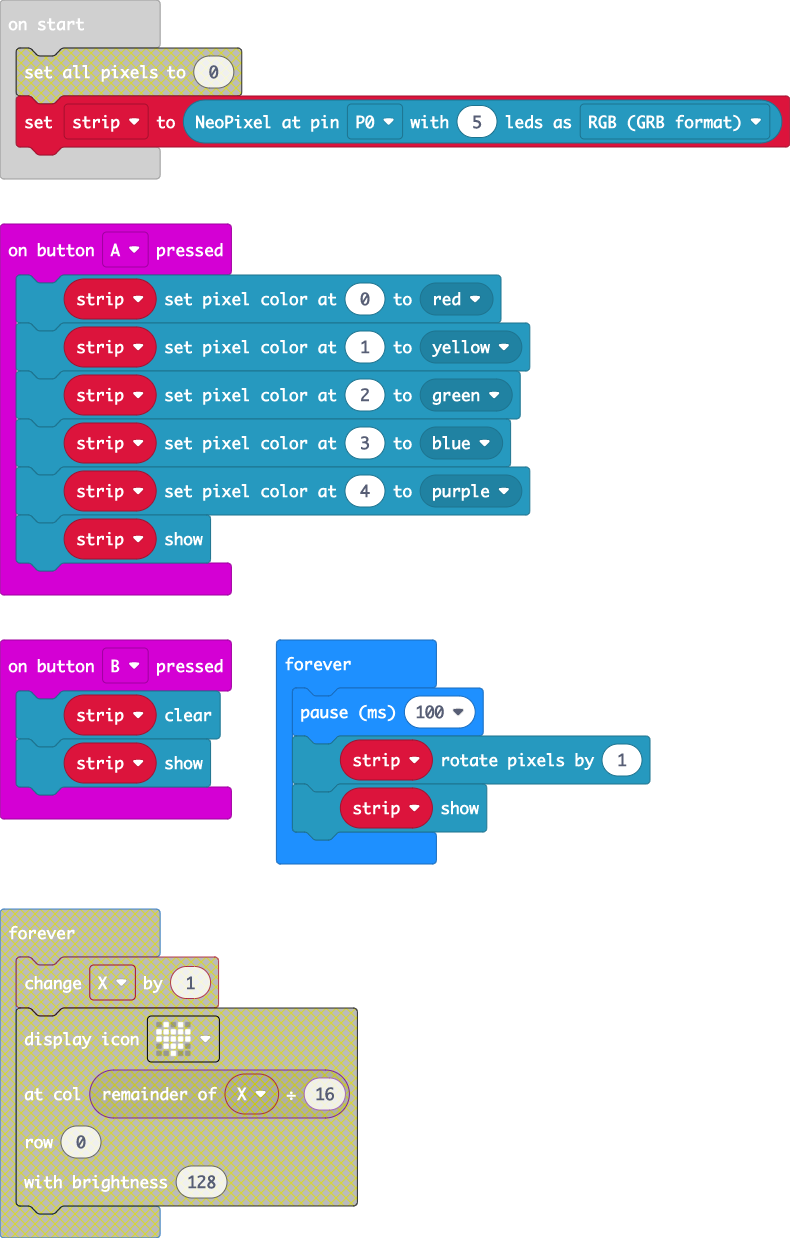 on start
set all pixels to 0
set strip to NeoPixel at pin P0 with 5 leds as RGB (GRB format)
on button A pressed
strip set pixel color at 0 to red
strip set pixel color at 1 to yellow
strip set pixel color at 2 to green
strip set pixel color at 3 to blue
strip set pixel color at 4 to purple
strip show
on button B pressed
strip clear
strip show
forever
pause (ms) 100
strip rotate pixels by 1
strip show
forever
change X by 1
display icon
at col remainder of X ÷ 16
row 0
with brightness 128